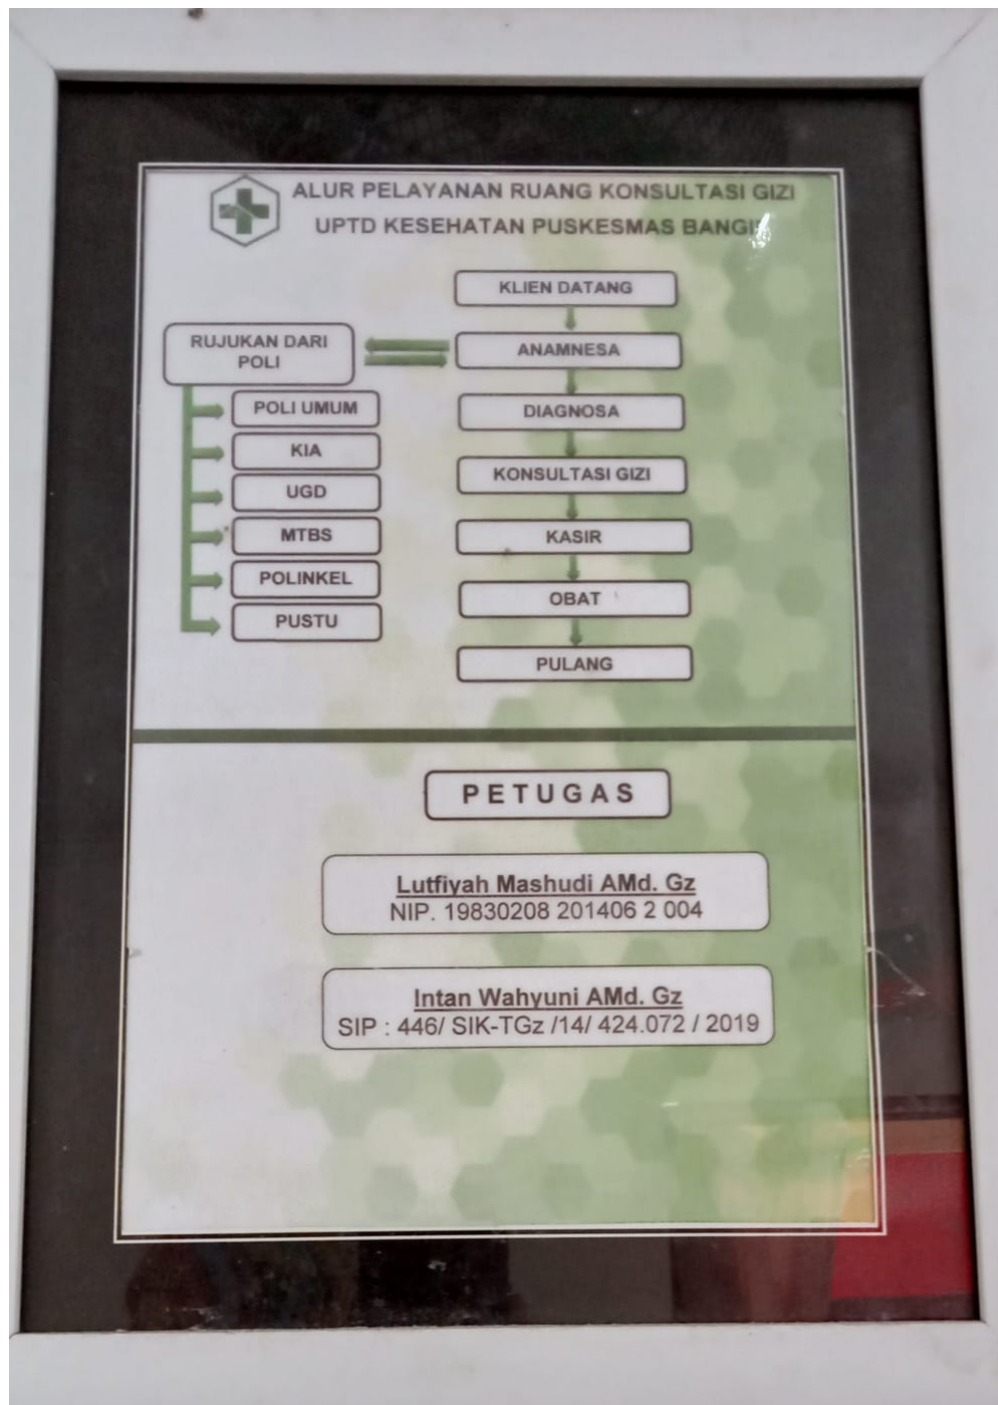 ALUR PELAYANAN RUANG KONSULTASI GIZI
UPTD KESEHATAN PUSKESMAS
KLIEN DATANG
RUJUKAN DARI
POLI
ANAMNESA
POLI UMUM
DIAGNOSA
KIA
KONSULTASI GIZI
UGD
MTBS
KASIR
POLINKEL
OBAT
PUSTU
PULANG
PETUGAS
Lutfiyah Mashudi AMd. Gz
NIP. 19830208 201406 2 004
Intan Wahyuni AMd. Gz
SIP : 446/ SIK-TGz /14/ 424.072 / 2019